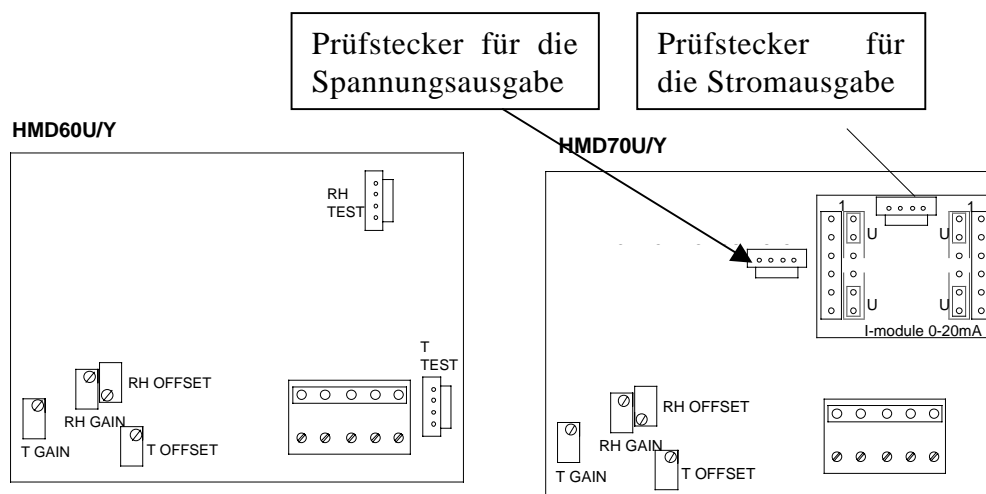 Prüfstecker für die
Spannungsausgabe
Prüfstecker für
die Stromausgabe
HMD60U/Y
RH
TEST
T
TEST
RH OFFSET
RH GAIN
T GAIN
T OFFSET
HMD70U/Y
1
1
U
U
U
U
I-module 0-20mA
RH OFFSET
RH GAIN
T GAIN
T OFFSET